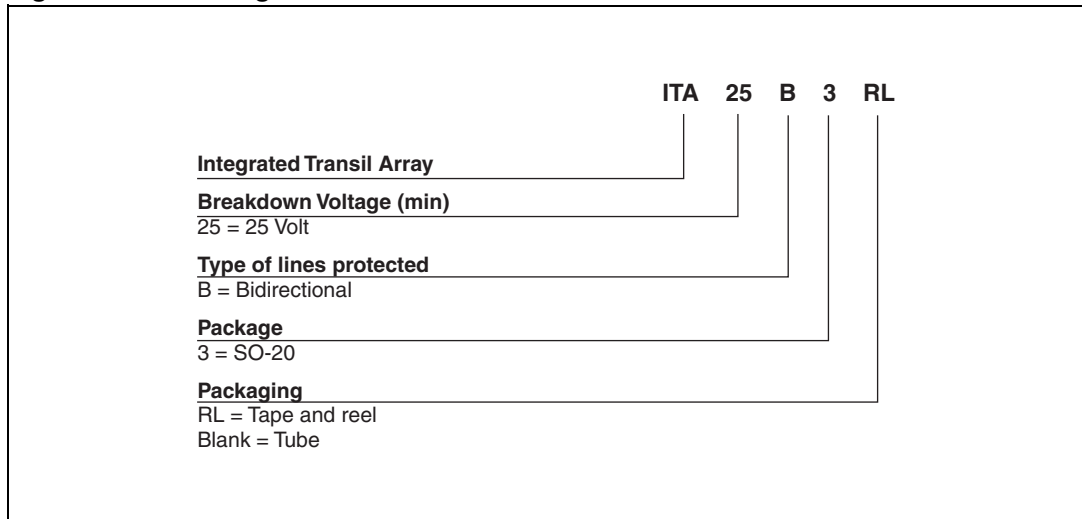 ITA 25 B 3 RL
Integrated Transil Array
Breakdown Voltage (min)
25 = 25 Volt
Type of lines protected
B = Bidirectional
Package
3 = SO-20
Packaging
RL = Tape and reel
Blank = Tube